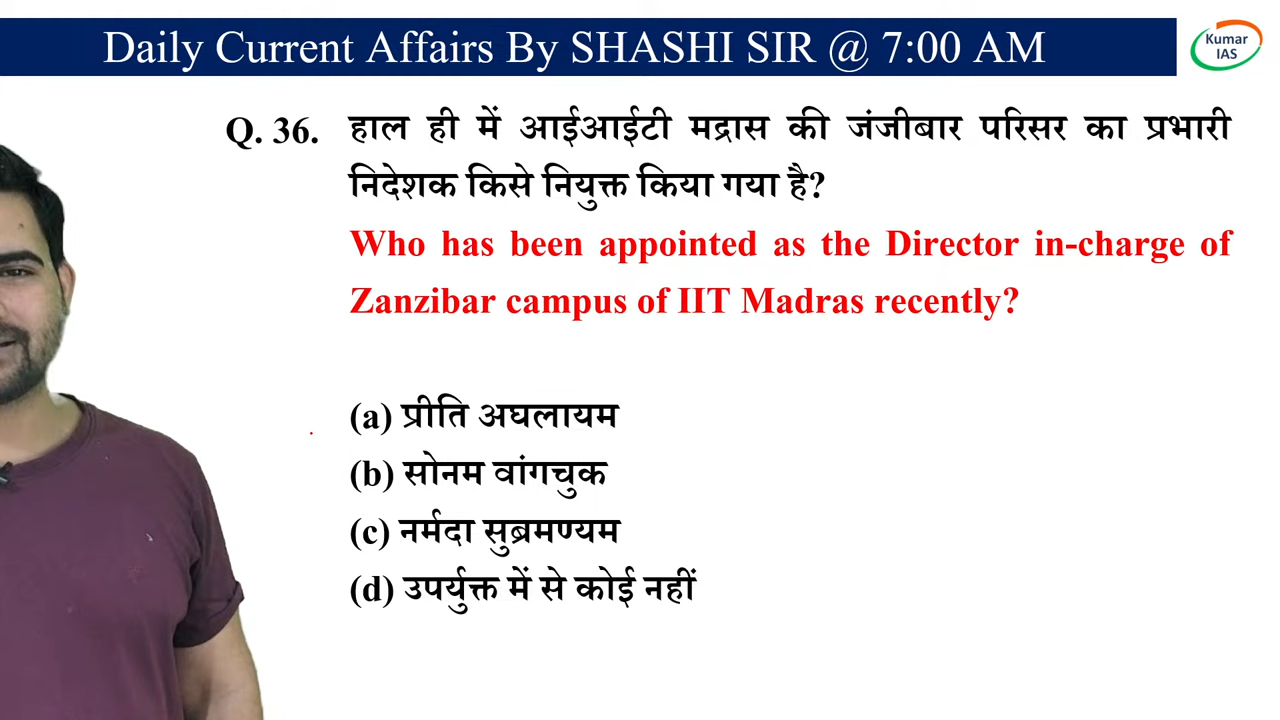 Daily Current Affairs By SHASHI SIR @ 7:00 AM
Kumar
IAS
Q. 36. हाल ही में आईआईटी मद्रास की जंजीबार परिसर का प्रभारी
निदेशक किसे नियुक्त किया गया है?
Who has been appointed as the Director in-charge of
Zanzibar campus of IIT Madras recently?
(a) प्रीति अघलायम
(b) सोनम वांगचुक
(c) नर्मदा सुब्रमण्यम
(d) उपर्युक्त में से कोई नहीं